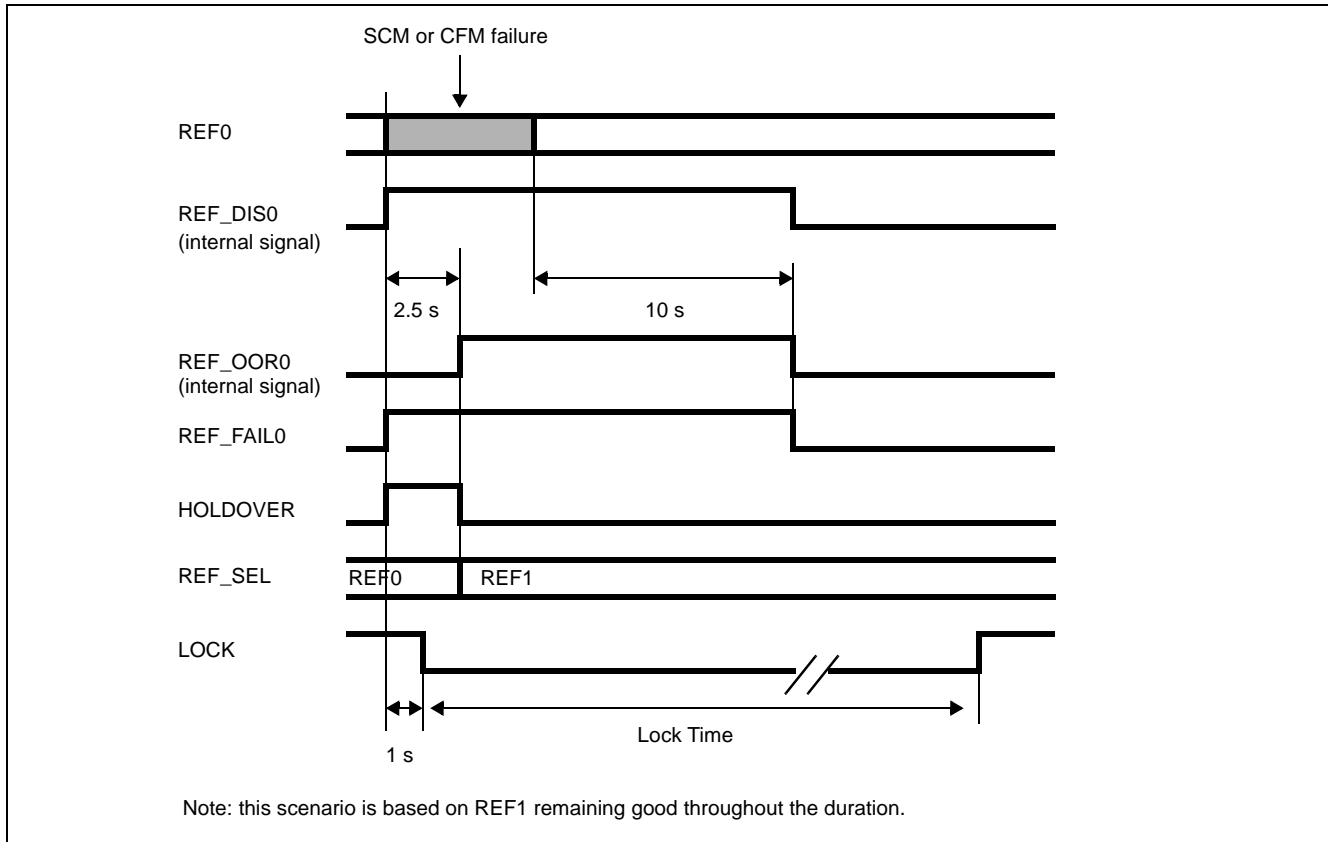 SCM or CFM failure
REF0
REF_DIS0
(internal signal)
2.5 s
10 s
REF_OOR0
(internal signal)
REF_FAIL0
HOLDOVER
REF_SEL
REF0
REF1
LOCK
Lock Time
1 s
Note: this scenario is based on REF1 remaining good throughout the duration.